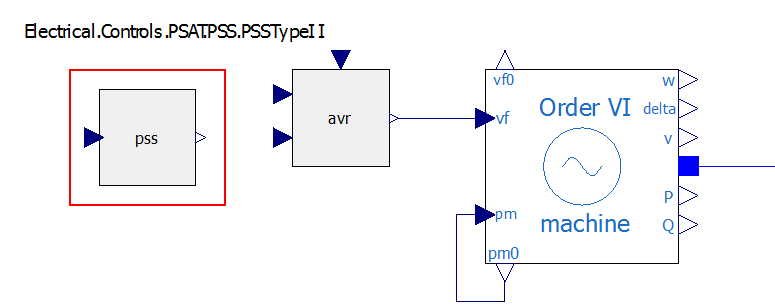 Electrical.Controls.PSAT.PSS.PSSTypeII
vf0
w
Order VI
delta
pss
avr
vf
v
pm
P
machine
Q
pm0